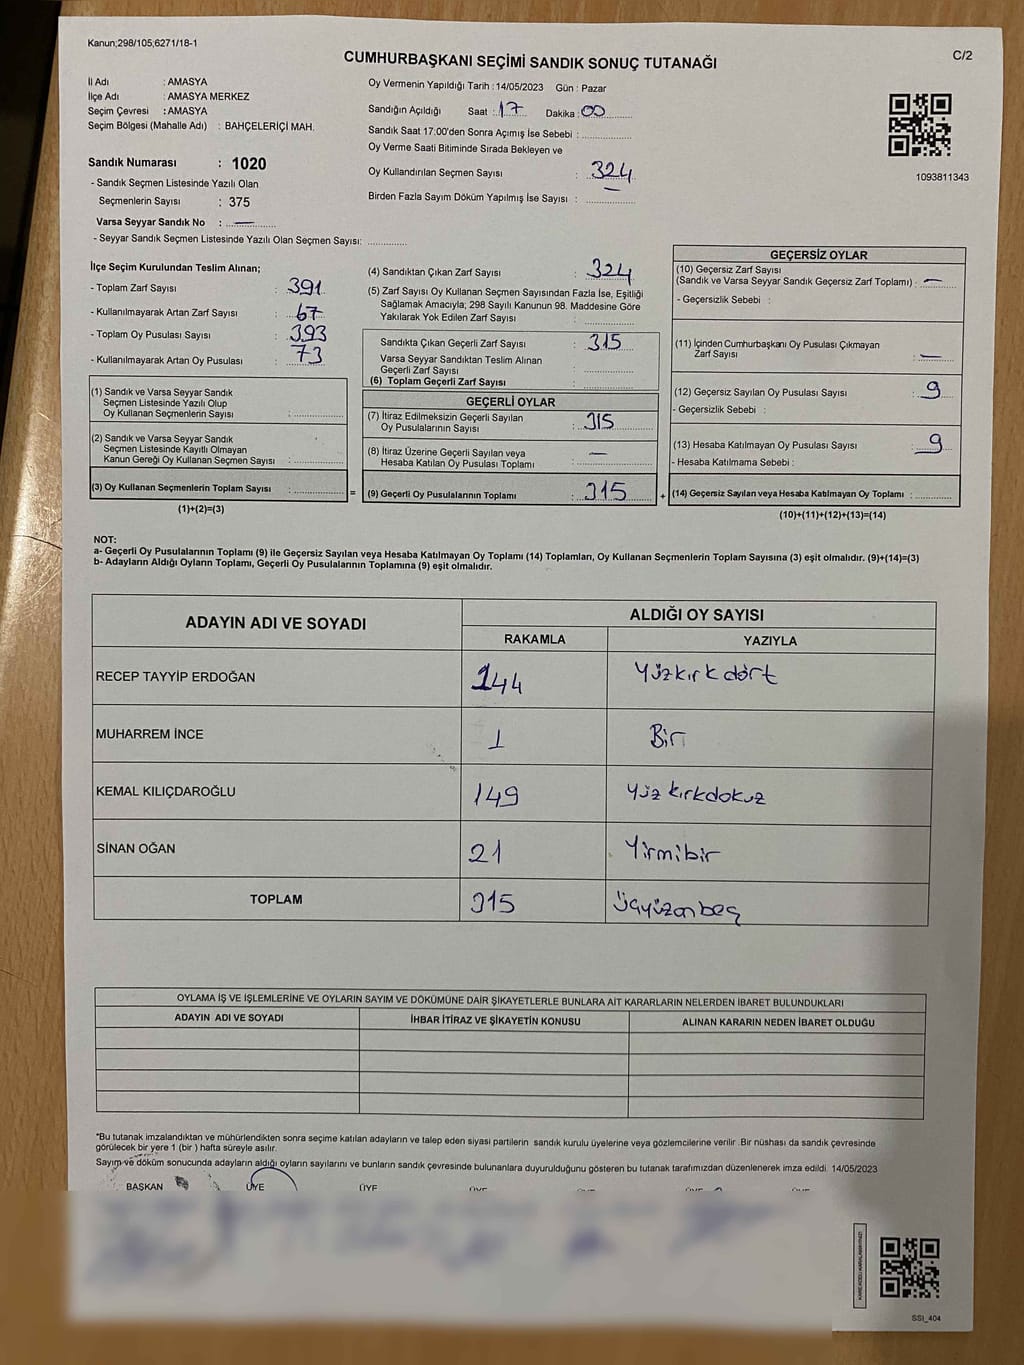 Kanun;298/105;6271/18-1
CUMHURBAŞKANI SEÇİMİ SANDIK SONUÇ TUTANAĞI
C/2
İl Adı : AMASYA
İlçe Adı : AMASYA MERKEZ
Seçim Çevresi : AMASYA
Seçim Bölgesi (Mahalle Adı) : BAHÇELERİÇİ MAH.
Sandık Numarası : 1020
- Sandık Seçmen Listesinde Yazılı Olan
Seçmenlerin Sayısı : 375
Varsa Seyyar Sandık No : —
- Seyyar Sandık Seçmen Listesinde Yazılı Olan Seçmen Sayısı: ............
Oy Vermenin Yapıldığı Tarih : 14/05/2023 Gün : Pazar
Sandığın Açıldığı Saat : 17 Dakika : 00
Sandık Saat 17:00'den Sonra Açımış İse Sebebi : ............
Oy Verme Saati Bitiminde Sırada Bekleyen ve
Oy Kullandırılan Seçmen Sayısı : 324
Birden Fazla Sayım Döküm Yapılmış İse Sayısı : ............
1093811343
İlçe Seçim Kurulundan Teslim Alınan;
- Toplam Zarf Sayısı : 391
- Kullanılmayarak Artan Zarf Sayısı : 67
- Toplam Oy Pusulası Sayısı : 393
- Kullanılmayarak Artan Oy Pusulası : 73
(1) Sandık ve Varsa Seyyar Sandık
Seçmen Listesinde Yazılı Olup
Oy Kullanan Seçmenlerin Sayısı : ............
(2) Sandık ve Varsa Seyyar Sandık
Seçmen Listesinde Kayıtlı Olmayan
Kanun Gereği Oy Kullanan Seçmen Sayısı : ............
(3) Oy Kullanan Seçmenlerin Toplam Sayısı : ............
(1)+(2)=(3)
=
(4) Sandıktan Çıkan Zarf Sayısı : 324
(5) Zarf Sayısı Oy Kullanan Seçmen Sayısından Fazla İse, Eşitliği
Sağlamak Amacıyla; 298 Sayılı Kanunun 98. Maddesine Göre
Yakılarak Yok Edilen Zarf Sayısı : ............
Sandıkta Çıkan Geçerli Zarf Sayısı : 315
Varsa Seyyar Sandıktan Teslim Alınan
Geçerli Zarf Sayısı : ............
(6) Toplam Geçerli Zarf Sayısı : ............
GEÇERLİ OYLAR
(7) İtiraz Edilmeksizin Geçerli Sayılan
Oy Pusulalarının Sayısı : 315
(8) İtiraz Üzerine Geçerli Sayılan veya
Hesaba Katılan Oy Pusulası Toplamı : —
(9) Geçerli Oy Pusulalarının Toplamı : 315
+
GEÇERSİZ OYLAR
(10) Geçersiz Zarf Sayısı
(Sandık ve Varsa Seyyar Sandık Geçersiz Zarf Toplamı) : —
- Geçersizlik Sebebi :
(11) İçinden Cumhurbaşkanı Oy Pusulası Çıkmayan
Zarf Sayısı : —
(12) Geçersiz Sayılan Oy Pusulası Sayısı : 9
- Geçersizlik Sebebi :
(13) Hesaba Katılmayan Oy Pusulası Sayısı : 9
- Hesaba Katılmama Sebebi :
(14) Geçersiz Sayılan veya Hesaba Katılmayan Oy Toplamı : ............
(10)+(11)+(12)+(13)=(14)
NOT:
a- Geçerli Oy Pusulalarının Toplamı (9) ile Geçersiz Sayılan veya Hesaba Katılmayan Oy Toplamı (14) Toplamları, Oy Kullanan Seçmenlerin Toplam Sayısına (3) eşit olmalıdır. (9)+(14)=(3)
b- Adayların Aldığı Oyların Toplamı, Geçerli Oy Pusulalarının Toplamına (9) eşit olmalıdır.
ADAYIN ADI VE SOYADI
ALDIĞI OY SAYISI
RAKAMLA YAZIYLA
RECEP TAYYİP ERDOĞAN 144 Yüzkırkdört
MUHARREM İNCE 1 Bir
KEMAL KILIÇDAROĞLU 149 Yüz kırkdokuz
SİNAN OĞAN 21 Yirmibir
TOPLAM 315 Üçyüzonbeş
OYLAMA İŞ VE İŞLEMLERİNE VE OYLARIN SAYIM VE DÖKÜMÜNE DAİR ŞİKAYETLERLE BUNLARA AİT KARARLARIN NELERDEN İBARET BULUNDUKLARI
ADAYIN ADI VE SOYADI İHBAR İTİRAZ VE ŞİKAYETİN KONUSU ALINAN KARARIN NEDEN İBARET OLDUĞU
*Bu tutanak imzalandıktan ve mühürlendikten sonra seçime katılan adayların ve talep eden siyasi partilerin sandık kurulu üyelerine veya gözlemcilerine verilir .Bir nüshası da sandık çevresinde
görülecek bir yere 1 (bir ) hafta süreyle asılır.
Sayım ve döküm sonucunda adayların aldığı oyların sayılarını ve bunların sandık çevresinde bulunanlara duyurulduğunu gösteren bu tutanak tarafımızdan düzenlenerek imza edildi. 14/05/2023
BAŞKAN ÜYE ÜYE
SSI_404